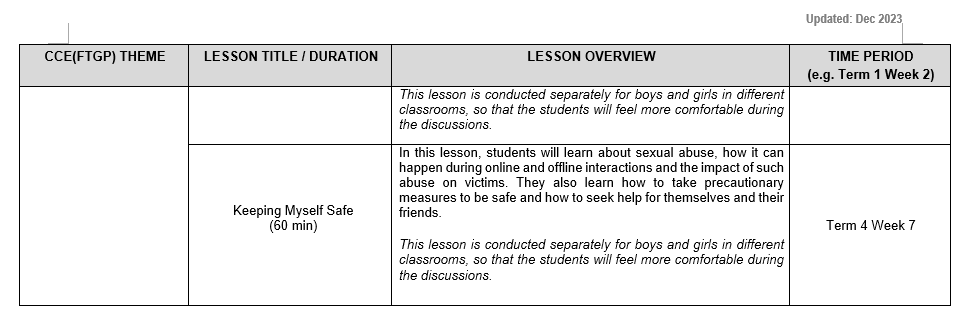 Updated: Dec 2023
CCE(FTGP) THEME
LESSON TITLE / DURATION
LESSON OVERVIEW
TIME PERIOD
(e.g. Term 1 Week 2)
This lesson is conducted separately for boys and girls in different
classrooms, so that the students will feel more comfortable during
the discussions.
Keeping Myself Safe
(60 min)
In this lesson, students will learn about sexual abuse, how it can
happen during online and offline interactions and the impact of such
abuse on victims. They also learn how to take precautionary
measures to be safe and how to seek help for themselves and their
friends.
This lesson is conducted separately for boys and girls in different
classrooms, so that the students will feel more comfortable during
the discussions.
Term 4 Week 7